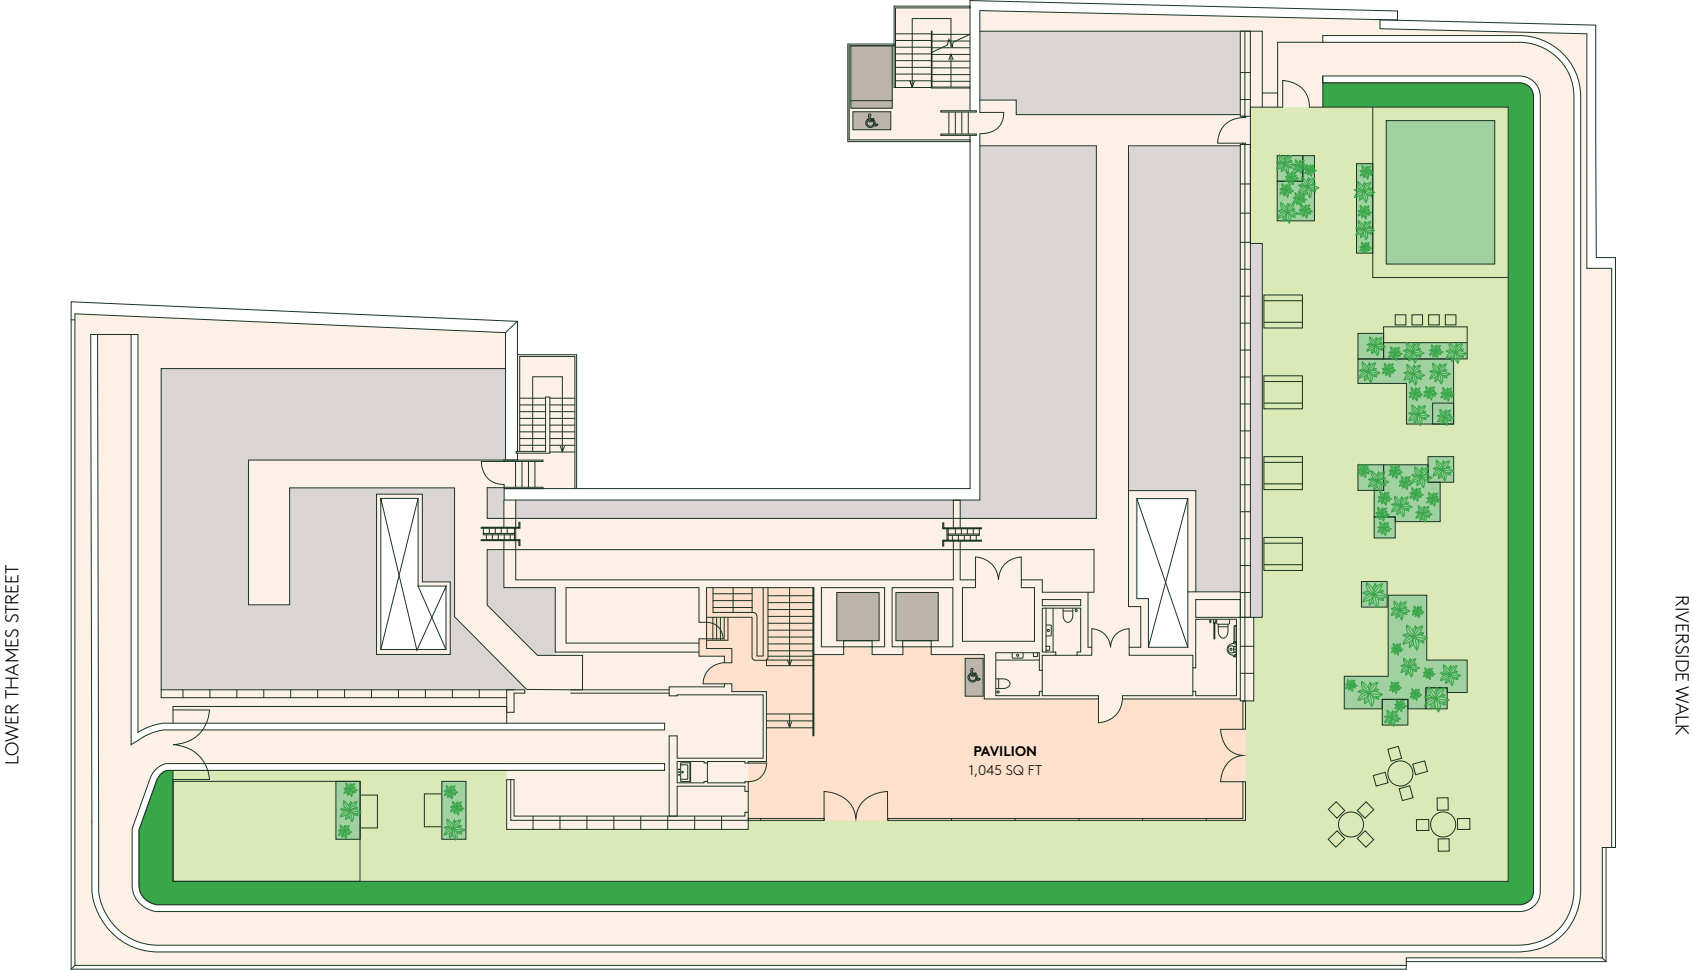 LOWER THAMES STREET
PAVILION
1,045 SQ FT
RIVERSIDE WALK